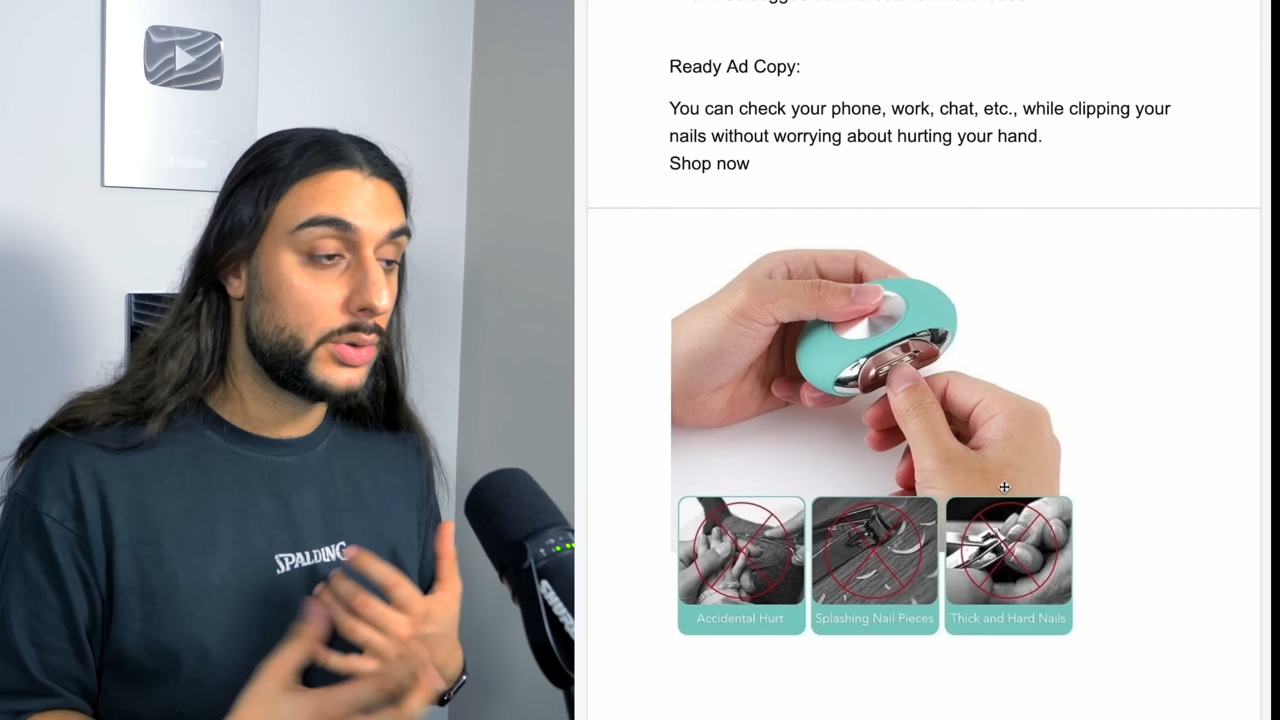 Ready Ad Copy:
You can check your phone, work, chat, etc., while clipping your
nails without worrying about hurting your hand.
Shop now
SPALDING
SHURE
Accidental Hurt
Splashing Nail Pieces
Thick and Hard Nails